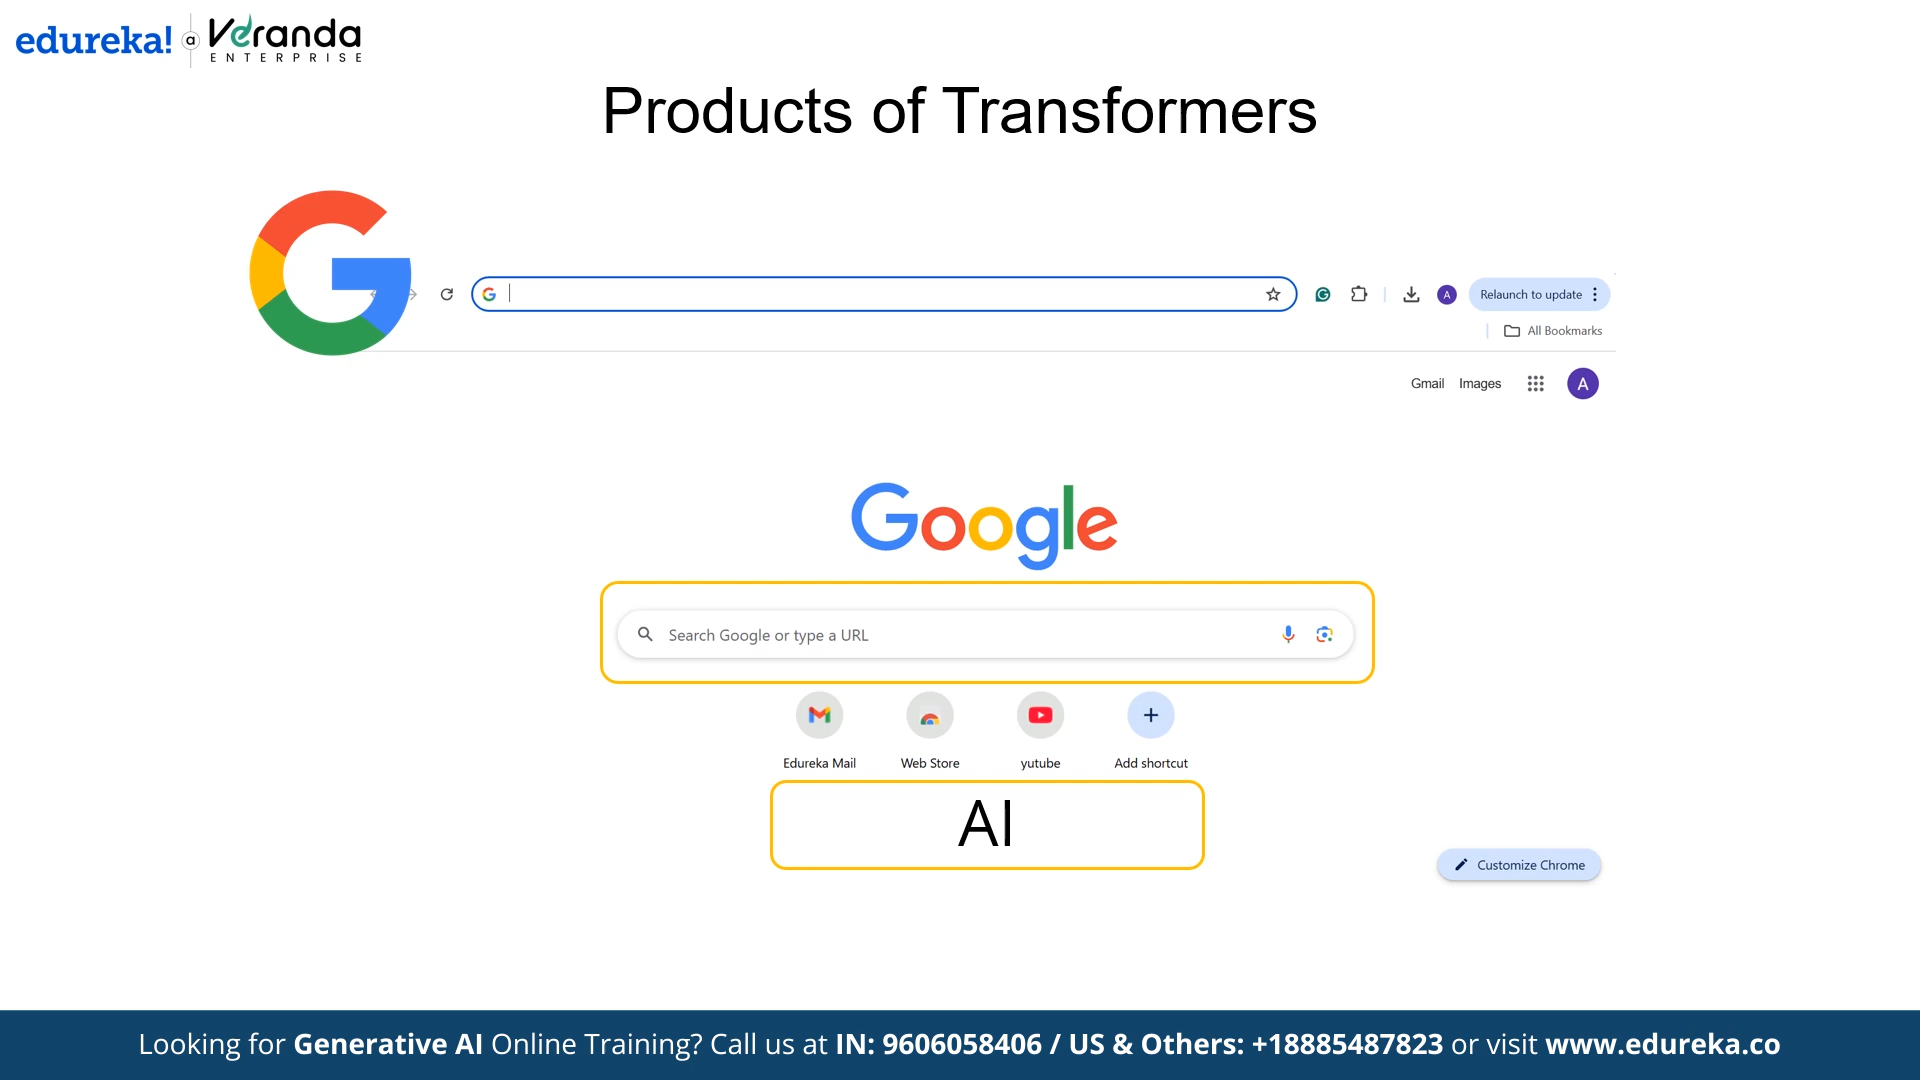 edureka! a Veranda
ENTERPRISE
Products of Transformers
Relaunch to update
All Bookmarks
Gmail Images A
Google
Search Google or type a URL
Edureka Mail Web Store yutube Add shortcut
AI
Customize Chrome
Looking for Generative AI Online Training? Call us at IN: 9606058406 / US & Others: +18885487823 or visit www.edureka.co